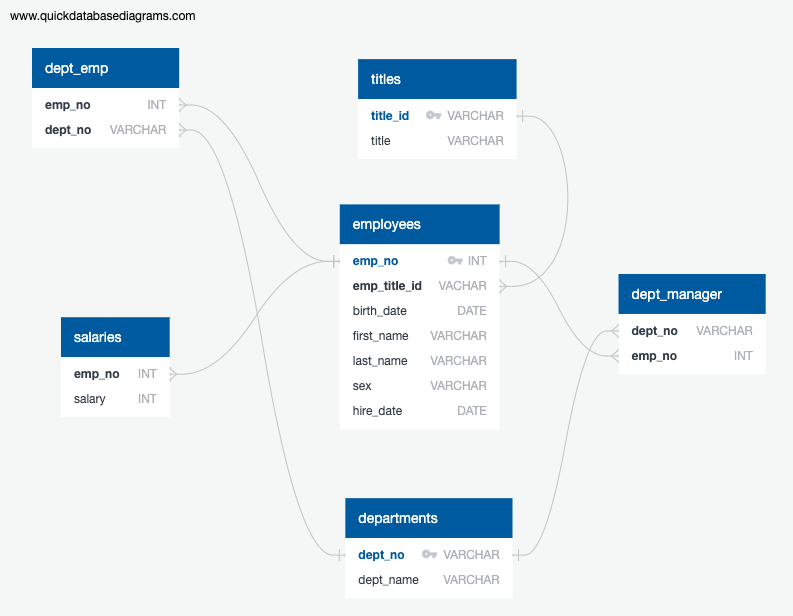 www.quickdatabasediagrams.com
dept_emp
emp_no INT
dept_no VARCHAR
titles
title_id VARCHAR
title VARCHAR
employees
emp_no INT
emp_title_id VACHAR
birth_date DATE
first_name VARCHAR
last_name VARCHAR
sex VARCHAR
hire_date DATE
dept_manager
dept_no VARCHAR
emp_no INT
salaries
emp_no INT
salary INT
departments
dept_no VARCHAR
dept_name VARCHAR